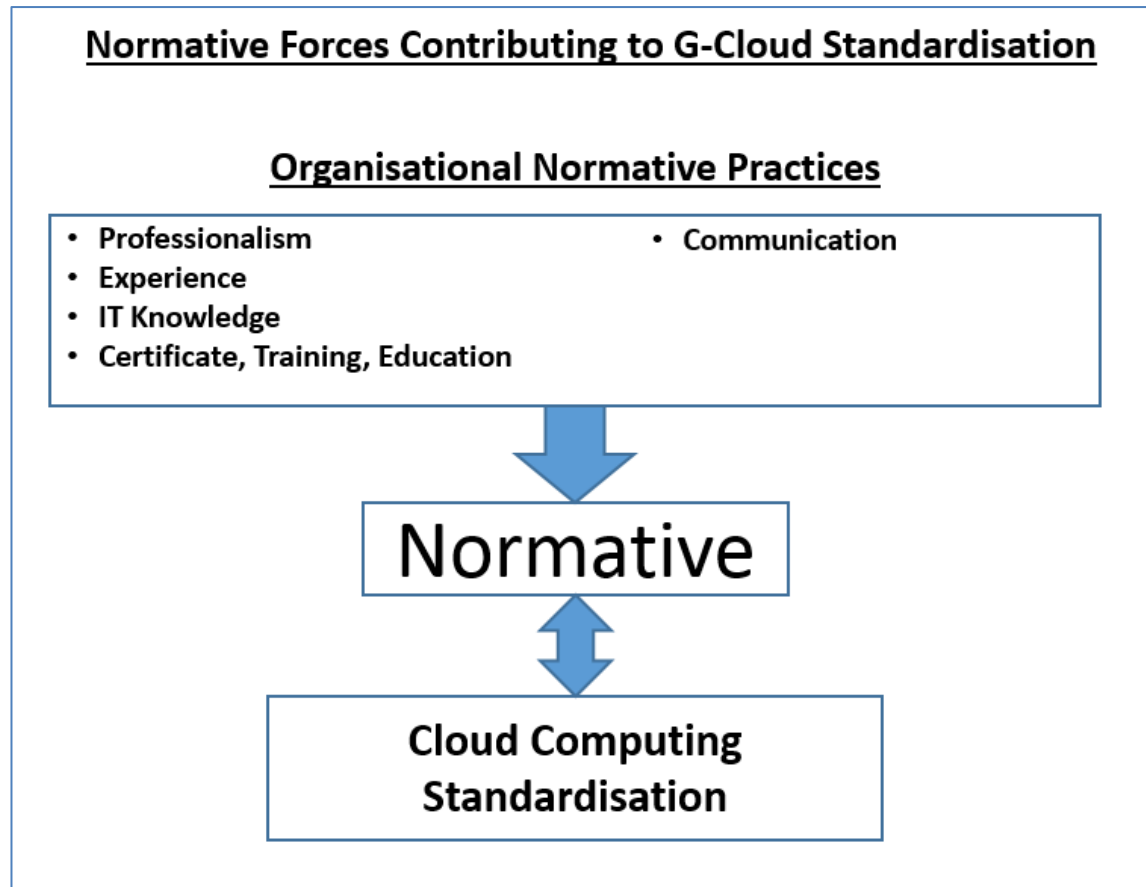 Normative Forces Contributing to G-Cloud Standardisation
Organisational Normative Practices
• Professionalism
• Experience
• IT Knowledge
• Certificate, Training, Education
• Communication
Normative
Cloud Computing
Standardisation